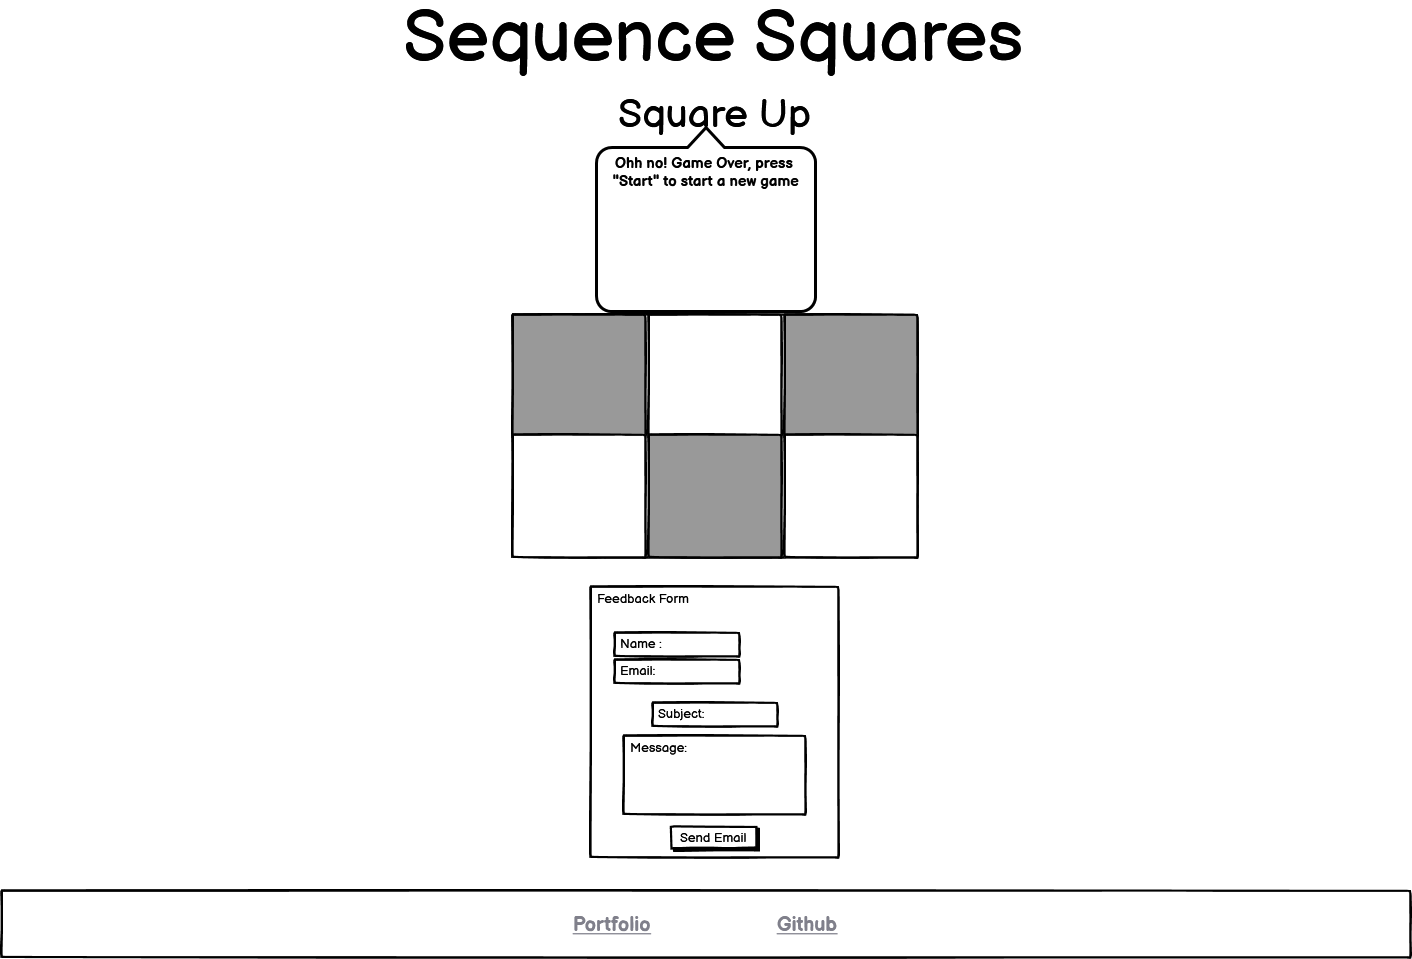 Sequence Squares
Square Up
Ohh no! Game Over, press
"Start" to start a new game
Feedback Form
Name :
Email:
Subject:
Message:
Send Email
Portfolio
Github